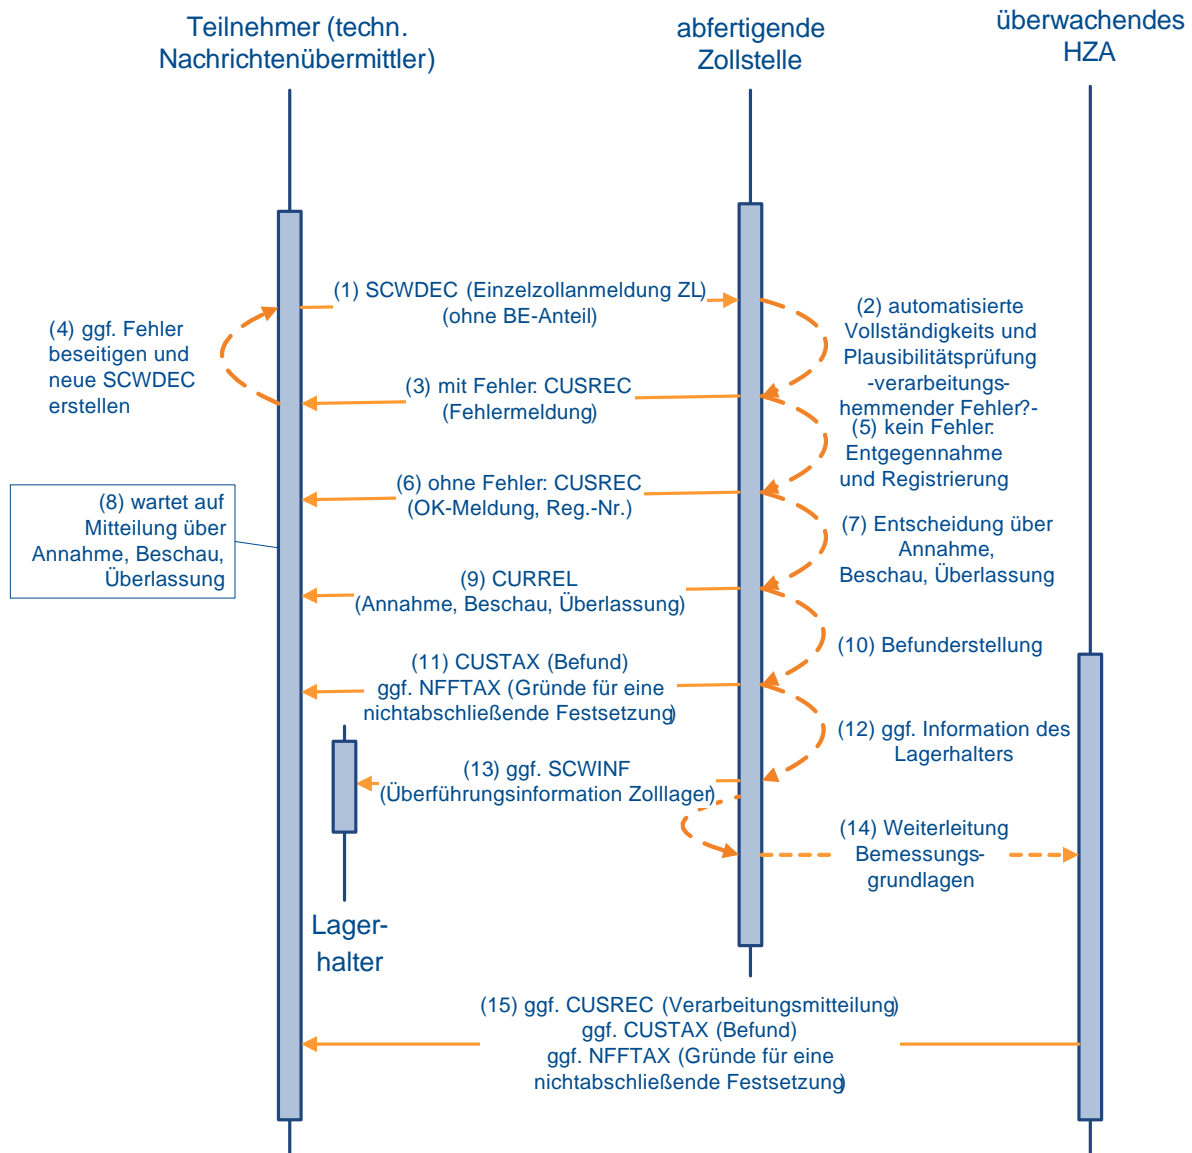 Teilnehmer (techn.
Nachrichtenübermittler)
abfertigende
Zollstelle
überwachendes
HZA
(1) SCWDEC (Einzelzollanmeldung ZL)
(ohne BE-Anteil)
(2) automatisierte
Vollständigkeits und
Plausibilitätsprüfung
-verarbeitungs-
hemmender Fehler?-
(3) mit Fehler: CUSREC
(Fehlermeldung)
(4) ggf. Fehler
beseitigen und
neue SCWDEC
erstellen
(5) kein Fehler:
Entgegennahme
und Registrierung
(6) ohne Fehler: CUSREC
(OK-Meldung, Reg.-Nr.)
(7) Entscheidung über
Annahme,
Beschau, Überlassung
(8) wartet auf
Mitteilung über
Annahme, Beschau,
Überlassung
(9) CURREL
(Annahme, Beschau, Überlassung)
(10) Befunderstellung
(11) CUSTAX (Befund)
ggf. NFFTAX (Gründe für eine
nichtabschließende Festsetzung)
(12) ggf. Information des
Lagerhalters
(13) ggf. SCWINF
(Überführungsinformation Zolllager)
(14) Weiterleitung
Bemessungs-
grundlagen
Lager-
halter
(15) ggf. CUSREC (Verarbeitungsmitteilung)
ggf. CUSTAX (Befund)
ggf. NFFTAX (Gründe für eine
nichtabschließende Festsetzung)